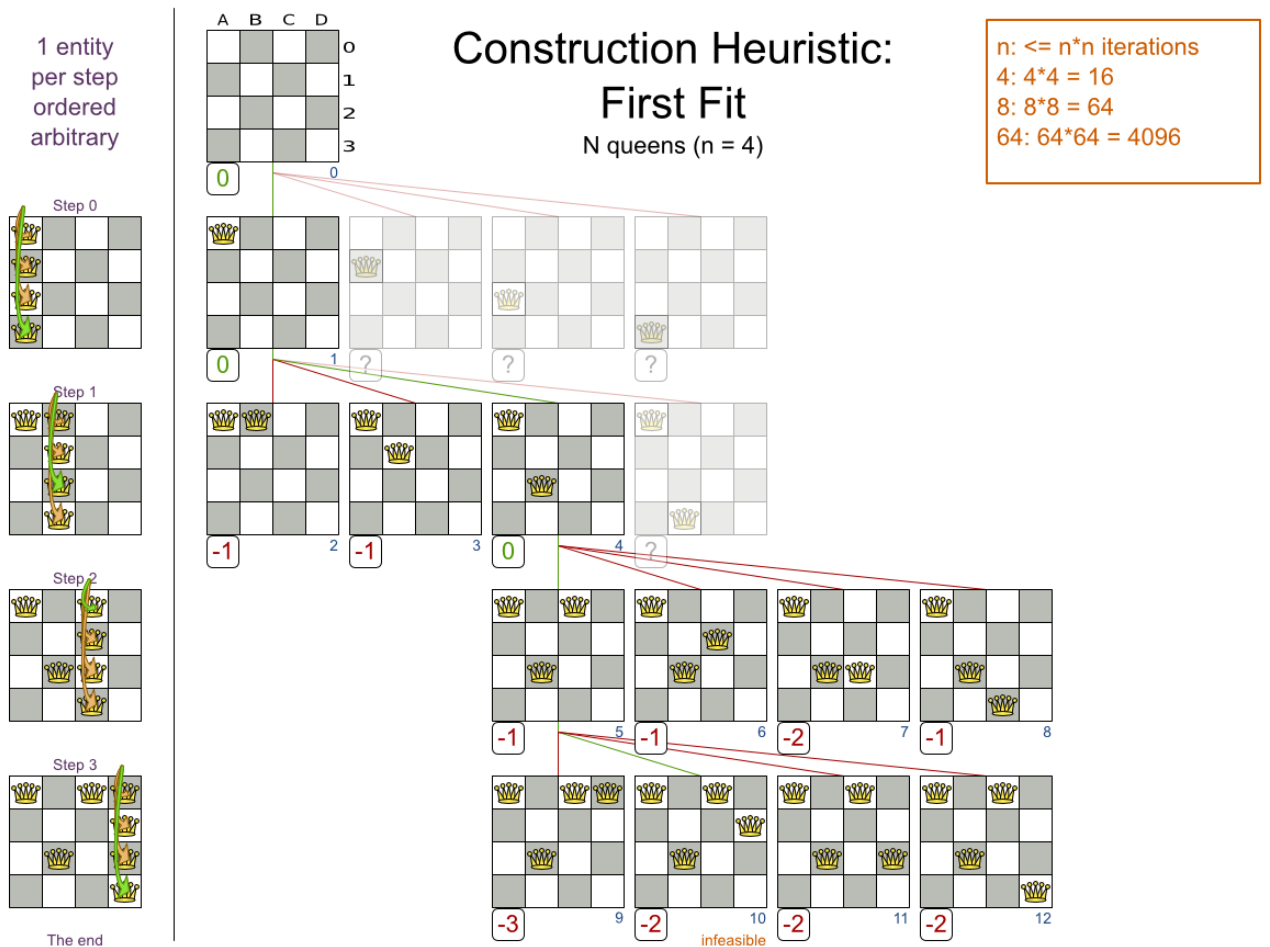 1 entity
per step
ordered
arbitrary
A B C D
0
1
2
3
Construction Heuristic:
First Fit
N queens (n = 4)
n: <= n*n iterations
4: 4*4 = 16
8: 8*8 = 64
64: 64*64 = 4096
0 0
Step 0
0 1 ? ? ?
Step 1
-1 2 -1 3 0 4 ?
Step 2
-1 5 -1 6 -2 7 -1 8
Step 3
-3 9 -2 10 -2 11 -2 12
The end
infeasible